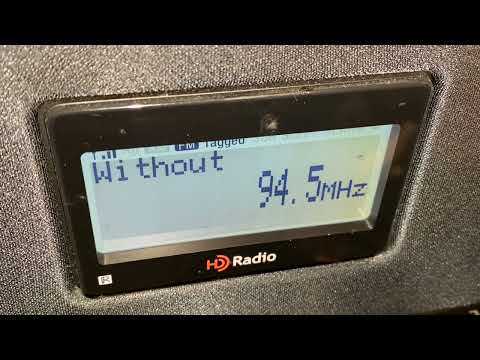 FM Tagged
Without
94.5MHz
HD Radio